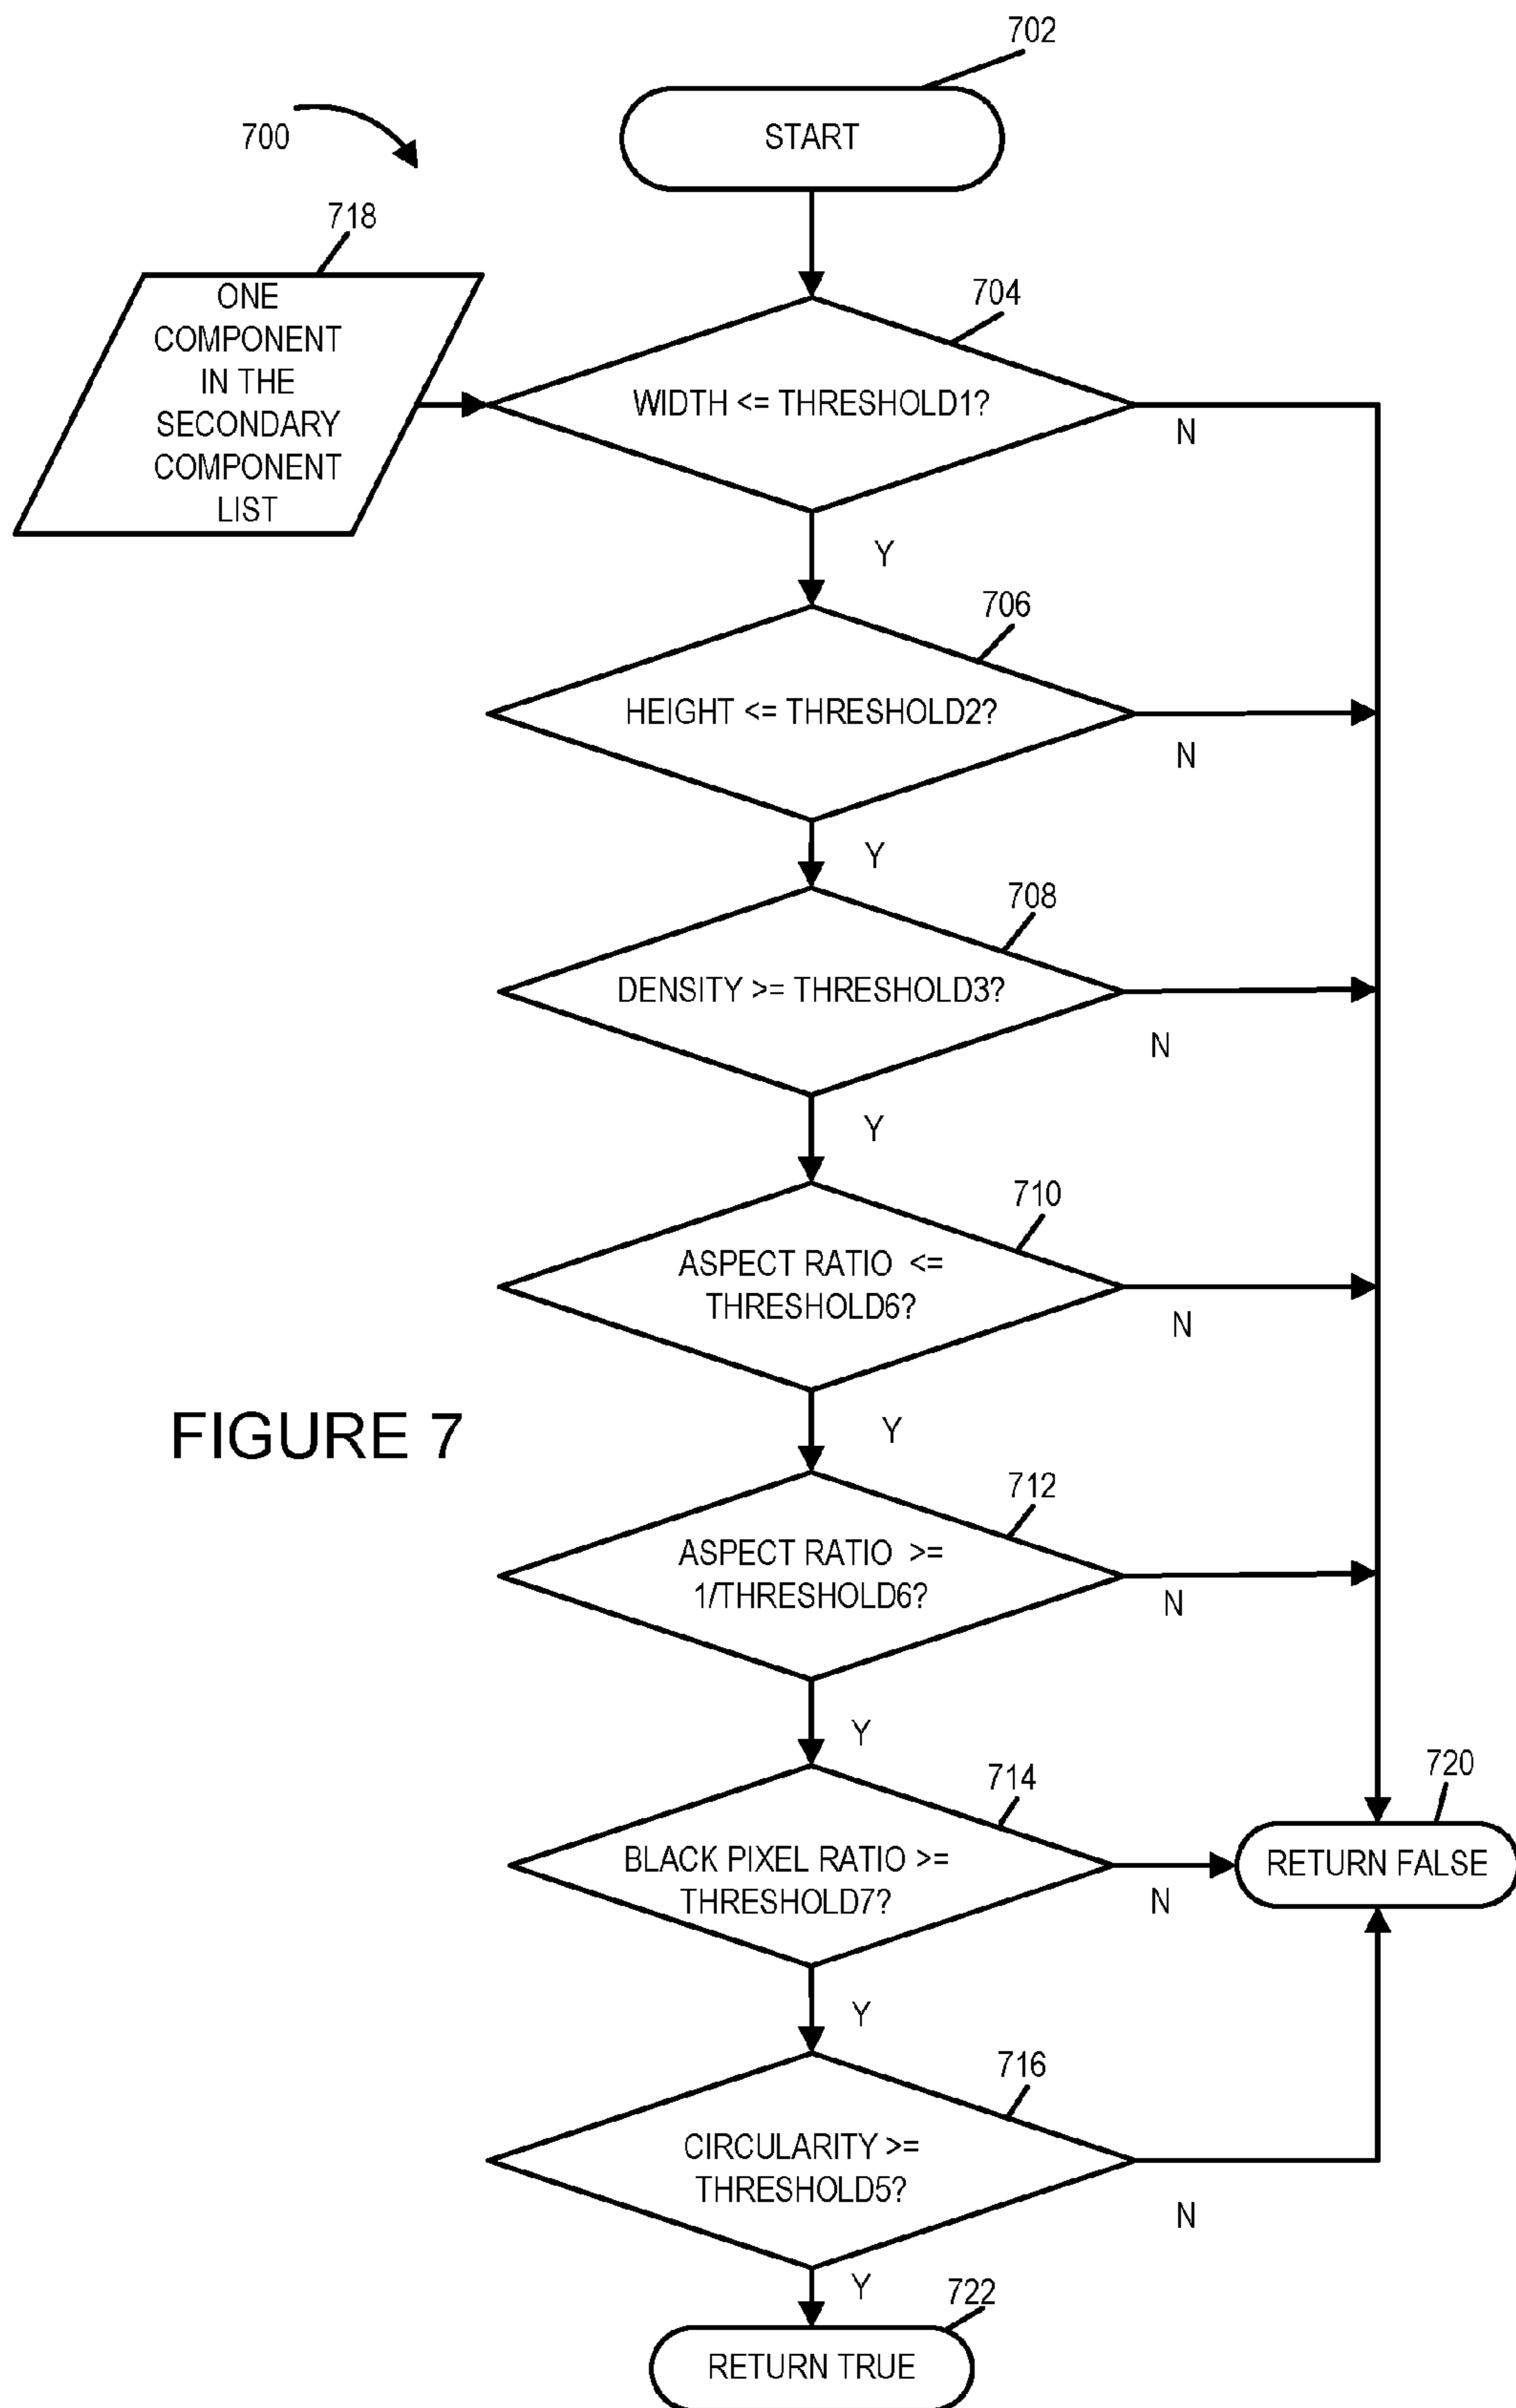 702
START
700
718
ONE
COMPONENT
IN THE
SECONDARY
COMPONENT
LIST
704
WIDTH <= THRESHOLD1?
N
Y
706
HEIGHT <= THRESHOLD2?
N
Y
708
DENSITY >= THRESHOLD3?
N
Y
710
ASPECT RATIO <=
THRESHOLD6?
N
Y
FIGURE 7
712
ASPECT RATIO >=
1/THRESHOLD6?
N
Y
714
BLACK PIXEL RATIO >=
THRESHOLD7?
N
720
RETURN FALSE
Y
716
CIRCULARITY >=
THRESHOLD5?
N
Y
722
RETURN TRUE